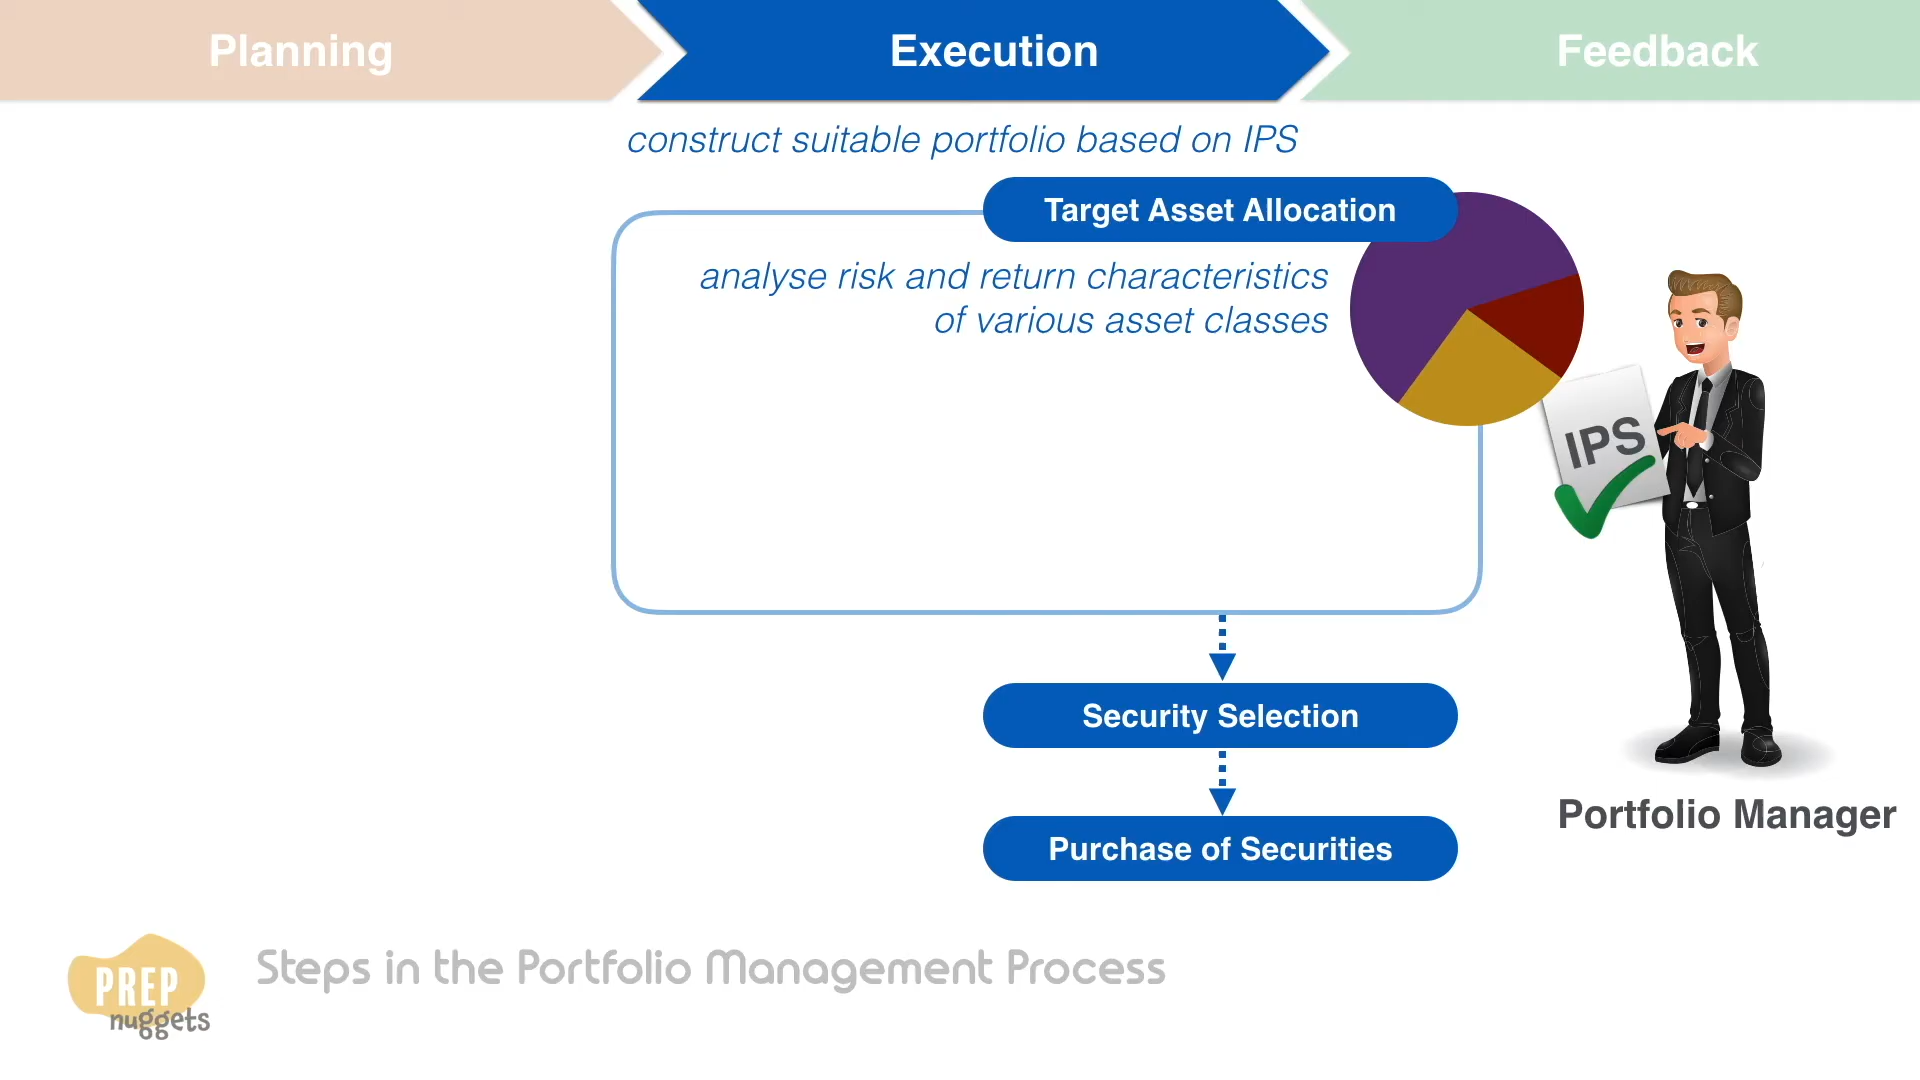 Planning
Execution
Feedback
construct suitable portfolio based on IPS
Target Asset Allocation
analyse risk and return characteristics
of various asset classes
IPS
Security Selection
Purchase of Securities
Portfolio Manager
PREP
nuggets
Steps in the Portfolio Management Process